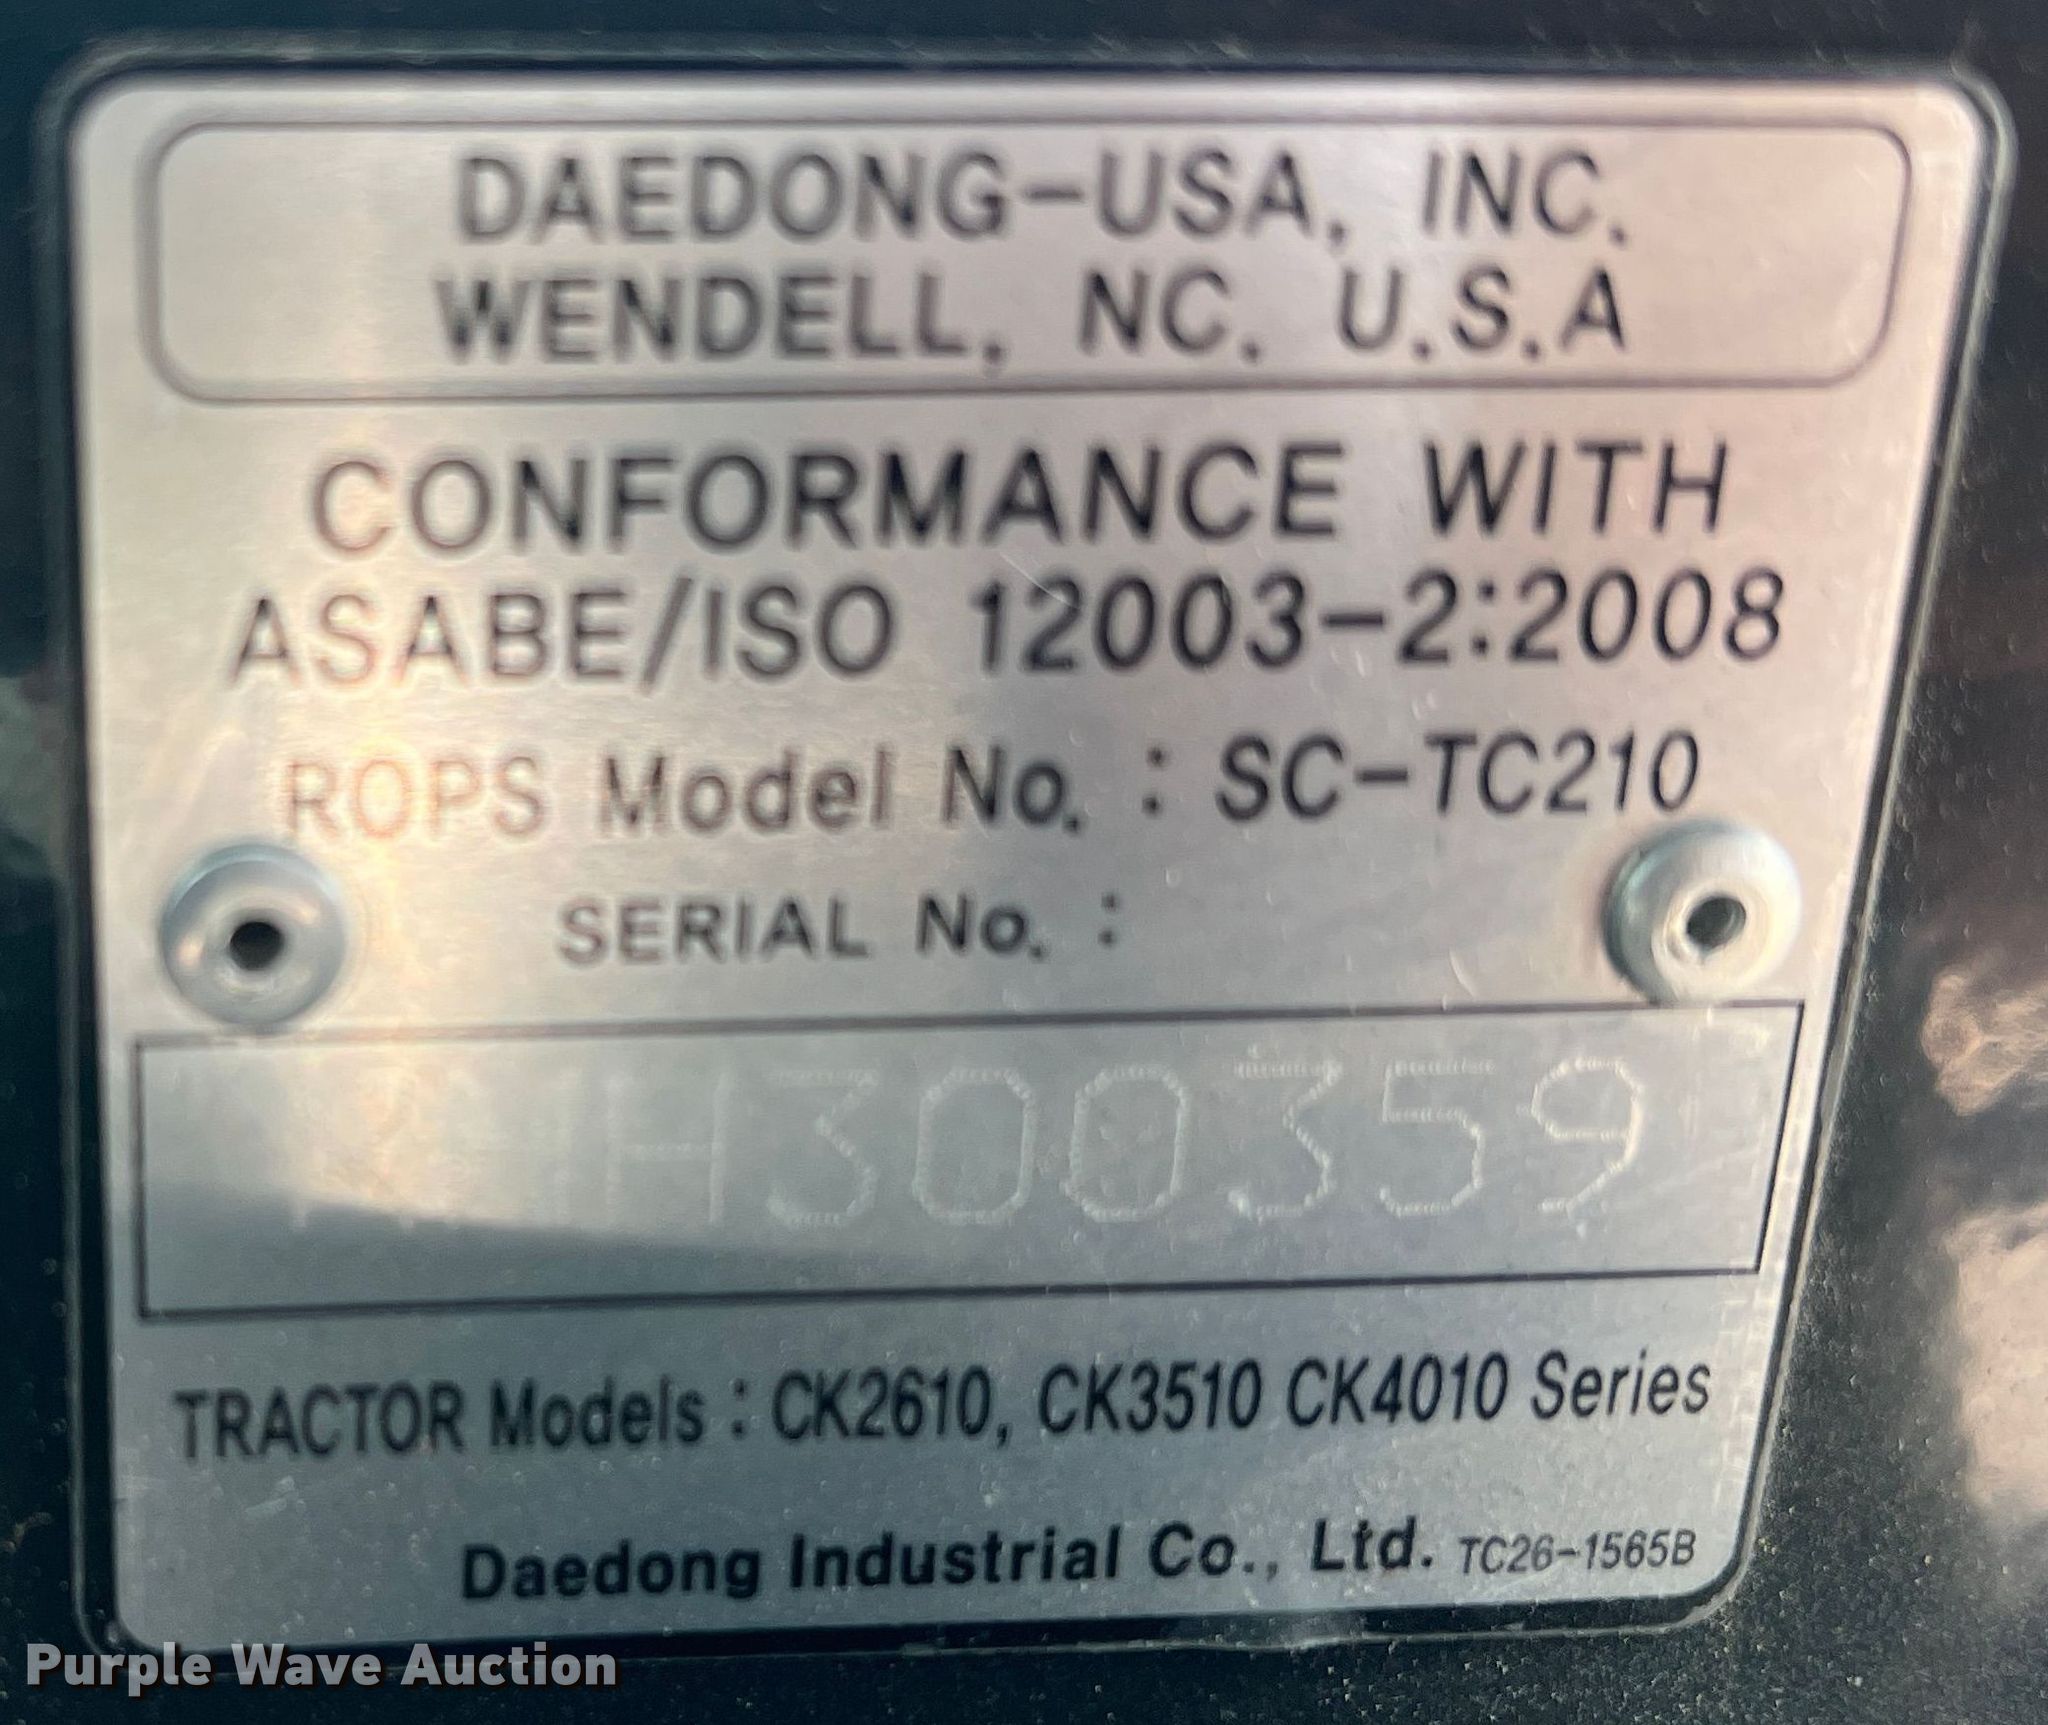 DAEDONG-USA, INC.
WENDELL, NC. U.S.A
CONFORMANCE WITH
ASABE/ISO 12003-2:2008
ROPS Model No. : SC-TC210
SERIAL No. :
TRACTOR Models : CK2610, CK3510 CK4010 Series
Daedong Industrial Co., Ltd. TC26-1565B
Purple Wave Auction